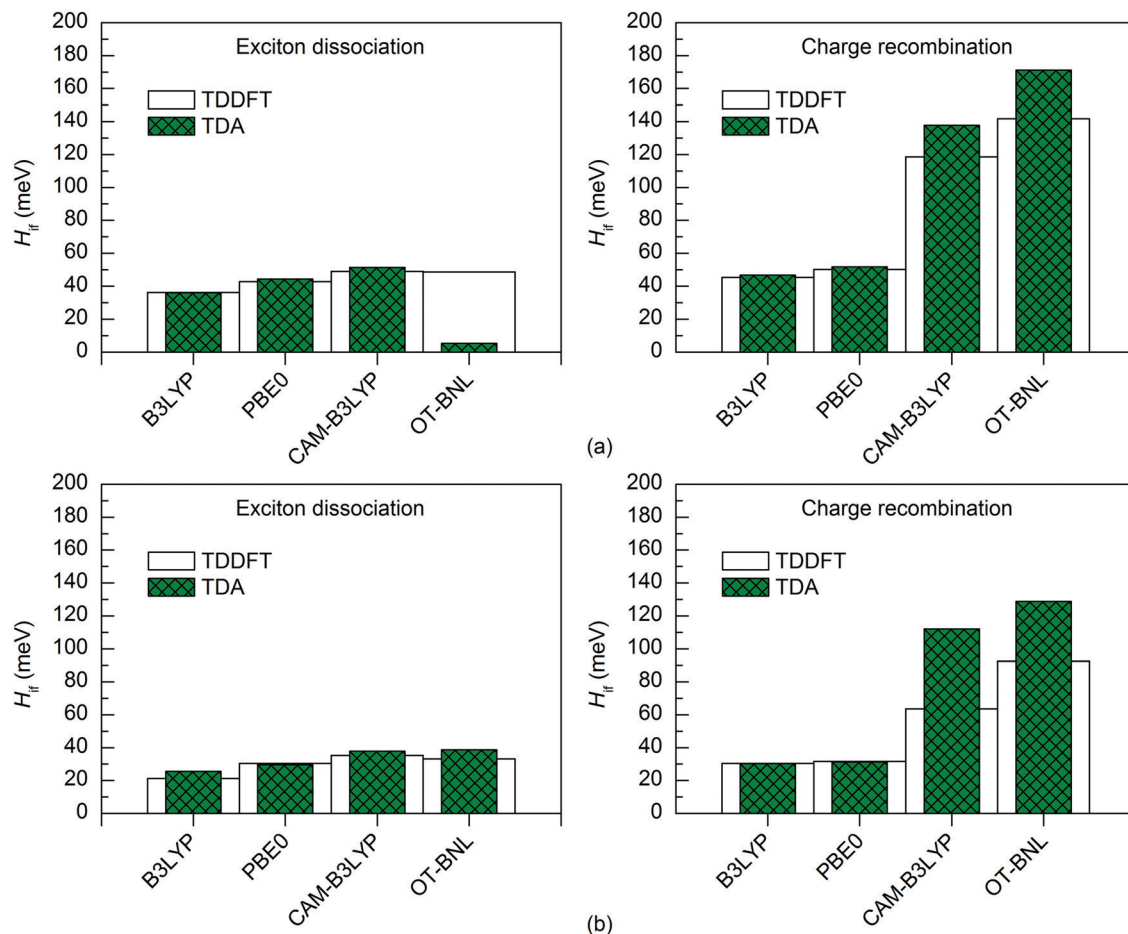 Exciton dissociation
TDDFT
TDA
H_if (meV)
200
180
160
140
120
100
80
60
40
20
0
B3LYP
PBE0
CAM-B3LYP
OT-BNL
Charge recombination
TDDFT
TDA
H_if (meV)
200
180
160
140
120
100
80
60
40
20
0
B3LYP
PBE0
CAM-B3LYP
OT-BNL
(a)
Exciton dissociation
TDDFT
TDA
H_if (meV)
200
180
160
140
120
100
80
60
40
20
0
B3LYP
PBE0
CAM-B3LYP
OT-BNL
Charge recombination
TDDFT
TDA
H_if (meV)
200
180
160
140
120
100
80
60
40
20
0
B3LYP
PBE0
CAM-B3LYP
OT-BNL
(b)